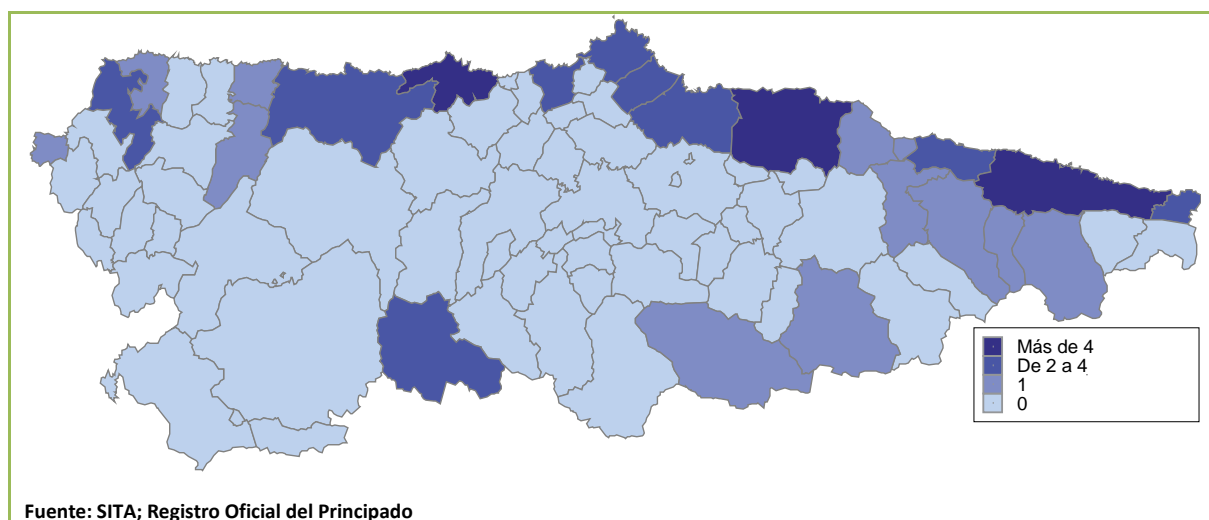 Más de 4
De 2 a 4
1
0
Fuente: SITA; Registro Oficial del Principado